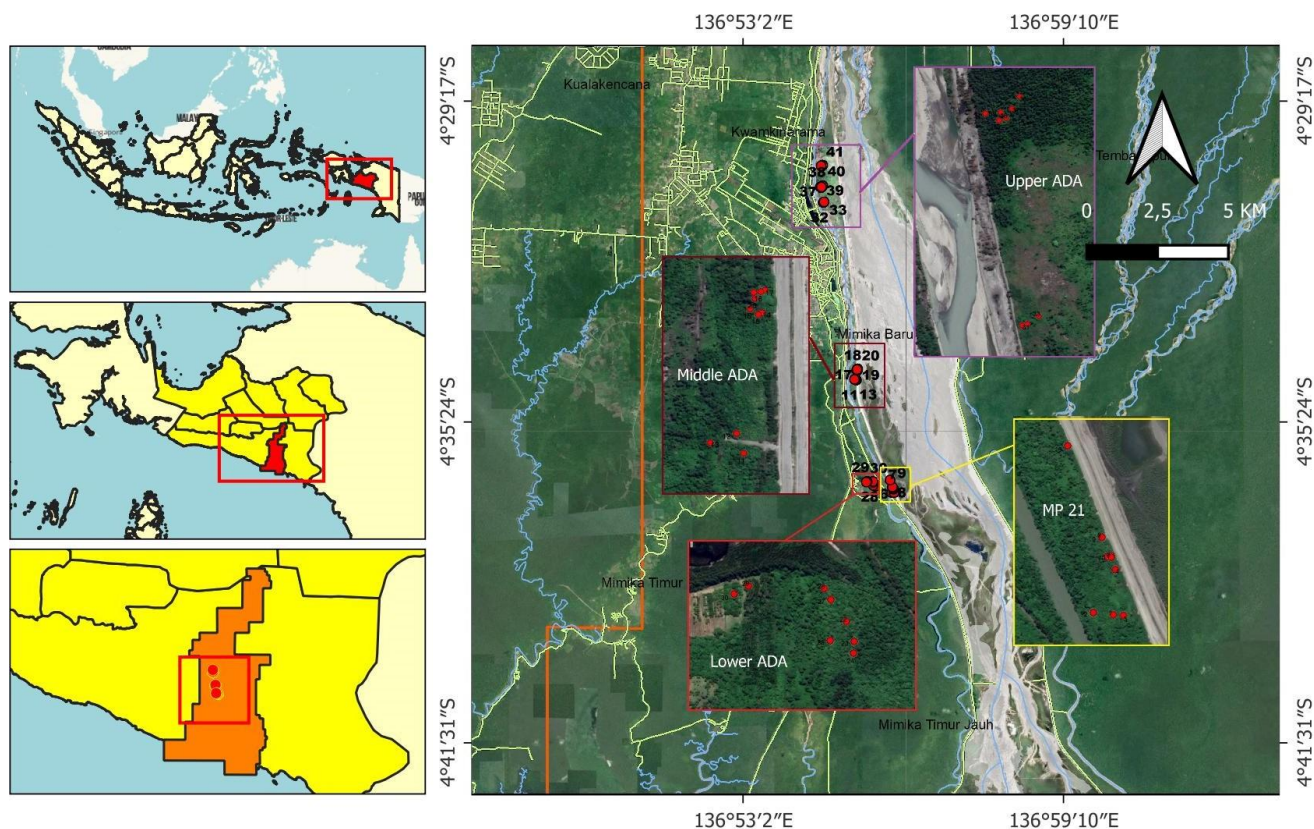 136°53′2″E
136°59′10″E
4°29′17″S
4°35′24″S
4°41′31″S
Singapore
Kualakencana
Kwamkinarama
41
38
40
37
39
33
32
Upper ADA
0
2,5
5 KM
Mimika Baru
18
20
17
19
11
13
Middle ADA
29
MP 21
Mimika Timur
Lower ADA
Mimika Timur Jauh
4°29′17″S
4°35′24″S
4°41′31″S
136°53′2″E
136°59′10″E